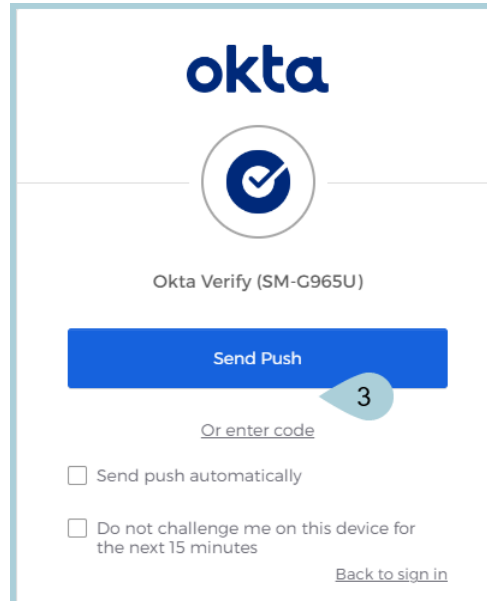 okta
Okta Verify (SM-G965U)
Send Push
3
Or enter code
Send push automatically
Do not challenge me on this device for
the next 15 minutes
Back to sign in